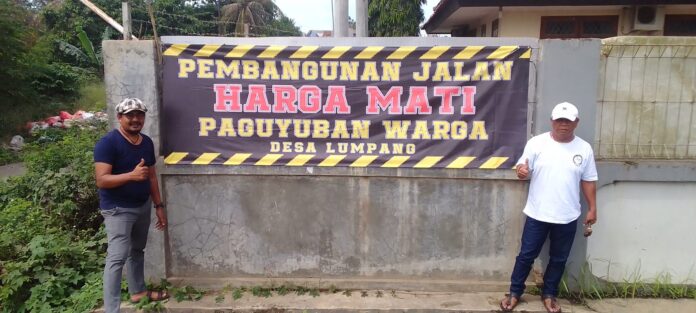 PEMBANGUNAN JALAN
HARGA MATI
PAGUYUBAN WARGA
DESA LUMPANG